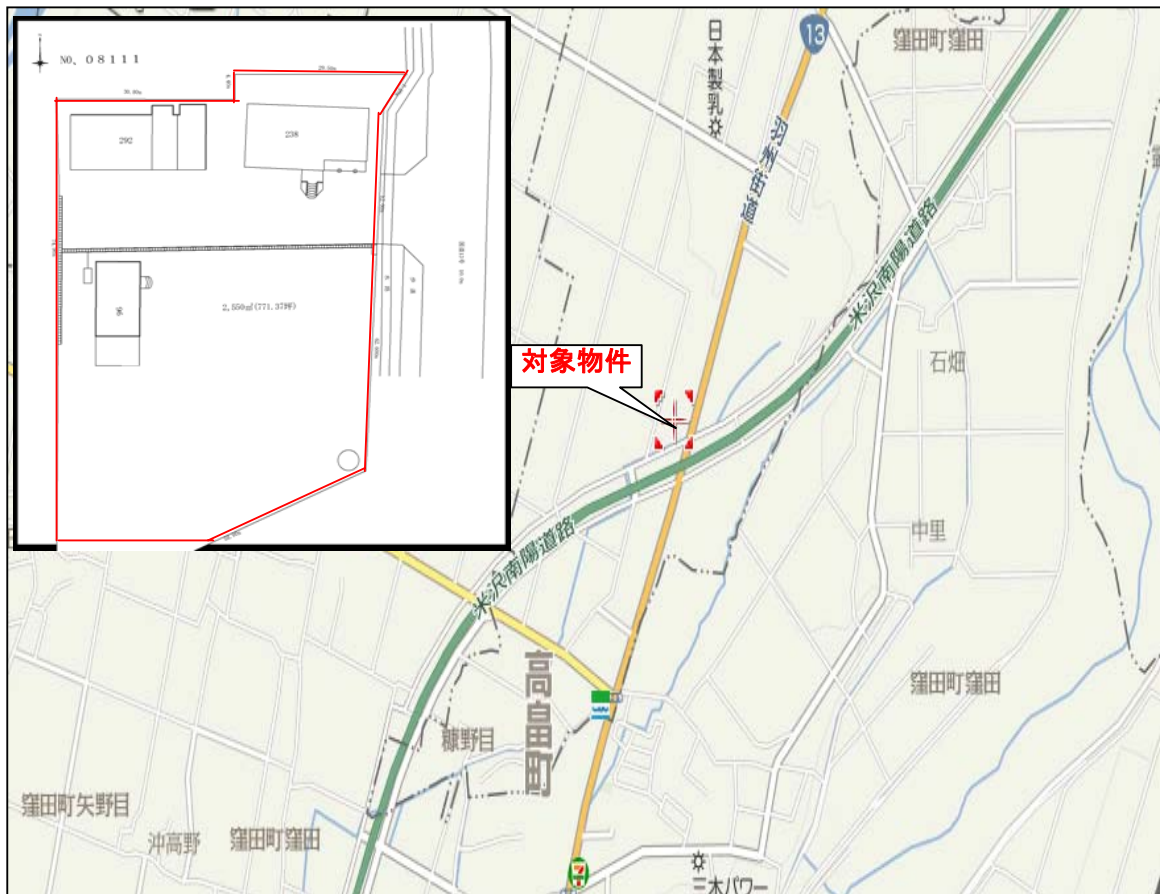 NO、08111
292
238
96
2,550㎡(771.379坪)
対象物件
日本製乳
13
羽州街道
窪田町窪田
米沢南陽道路
石畑
中里
米沢南陽道路
高畠町
糠野目
窪田町窪田
窪田町矢野目
沖高野
窪田町窪田
三木パワー